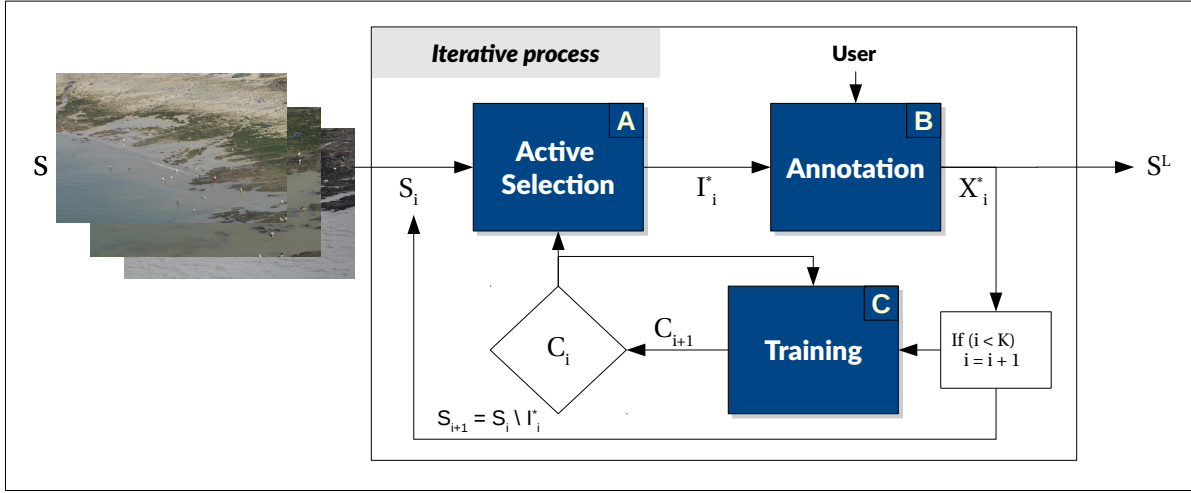 Iterative process
User
S
A
Active
Selection
B
Annotation
S_i
I*_i
X*_i
S^L
C
Training
C_{i+1}
C_i
If (i < K)
i = i + 1
S_{i+1} = S_i \ I*_i